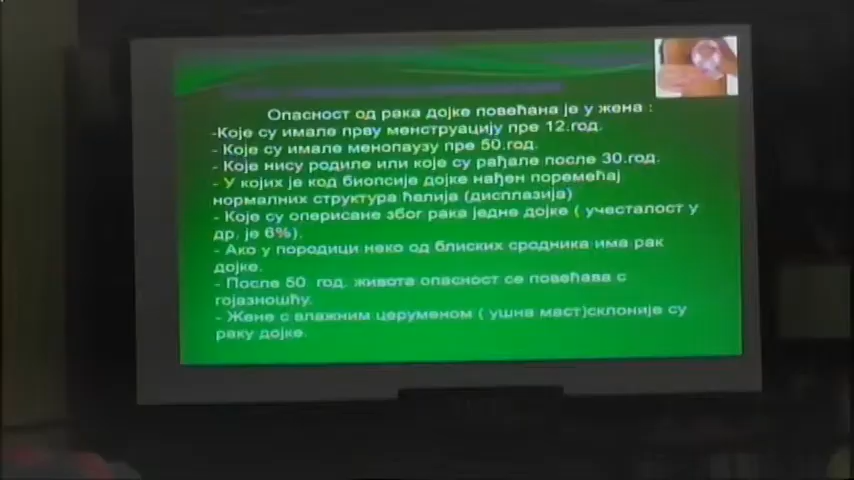 Опасност од рака дојке повећана је у жена :
-Које су имале прву менструацију пре 12.год.
- Које су имале менопаузу пре 50.год.
- Које нису родиле или које су рађале после 30.год.
- У којих је код биопсије дојке нађен поремећај
нормалних структура ћелија (дисплазија)
- Које су оперисане због рака једне дојке ( учесталост у
др. је 6%).
- Ако у породици неко од блиских сродника има рак
дојке.
- После 50 год. живота опасност се повећава с
гојазношћу.
- Жене с влажним церуменом ( ушна маст)склоније су
раку дојке.